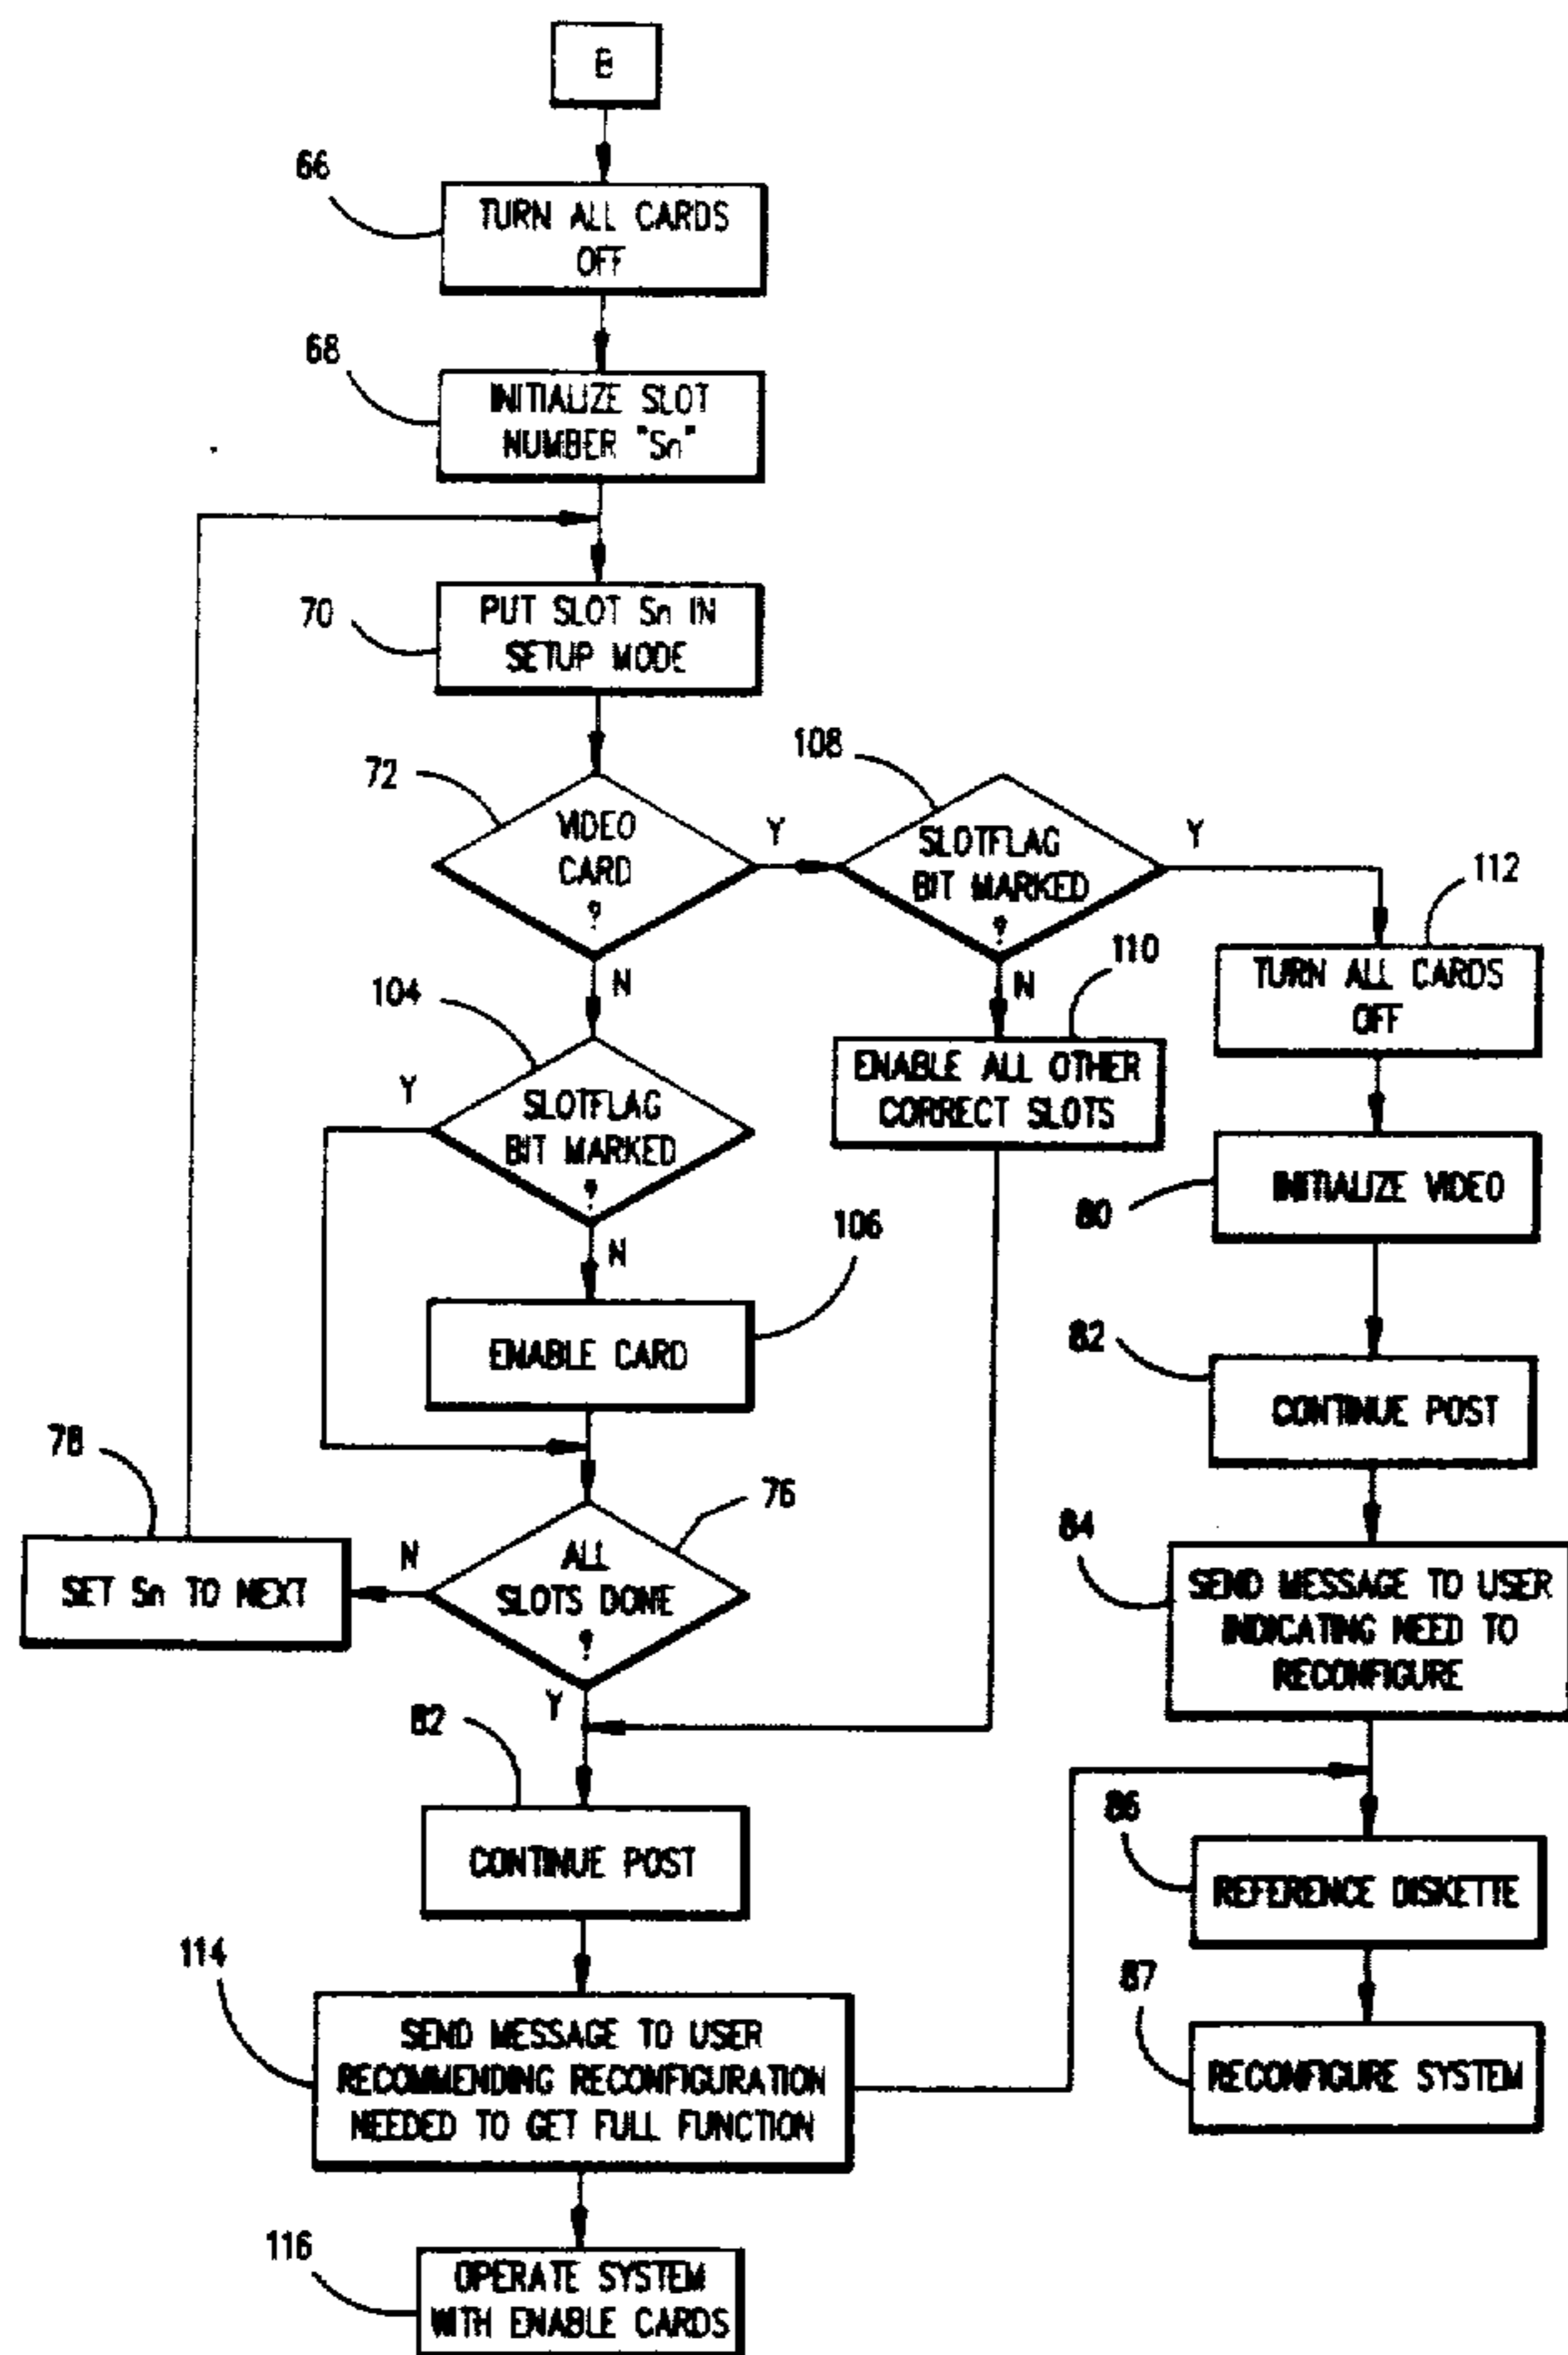 B
66
TURN ALL CARDS
OFF
68
INITIALIZE SLOT
NUMBER "Sn"
70
PUT SLOT Sn IN
SETUP MODE
72
VIDEO
CARD
?
Y
108
SLOTFLAG
BIT MARKED
?
Y
112
TURN ALL CARDS
OFF
N
104
SLOTFLAG
BIT MARKED
?
Y
N
110
ENABLE ALL OTHER
CORRECT SLOTS
80
INITIALIZE VIDEO
N
106
ENABLE CARD
82
CONTINUE POST
78
SET Sn TO NEXT
N
76
ALL
SLOTS DONE
?
Y
84
SEND MESSAGE TO USER
INDICATING NEED TO
RECONFIGURE
82
CONTINUE POST
86
REFERENCE DISKETTE
114
SEND MESSAGE TO USER
RECOMMENDING RECONFIGURATION
NEEDED TO GET FULL FUNCTION
87
RECONFIGURE SYSTEM
116
OPERATE SYSTEM
WITH ENABLE CARDS